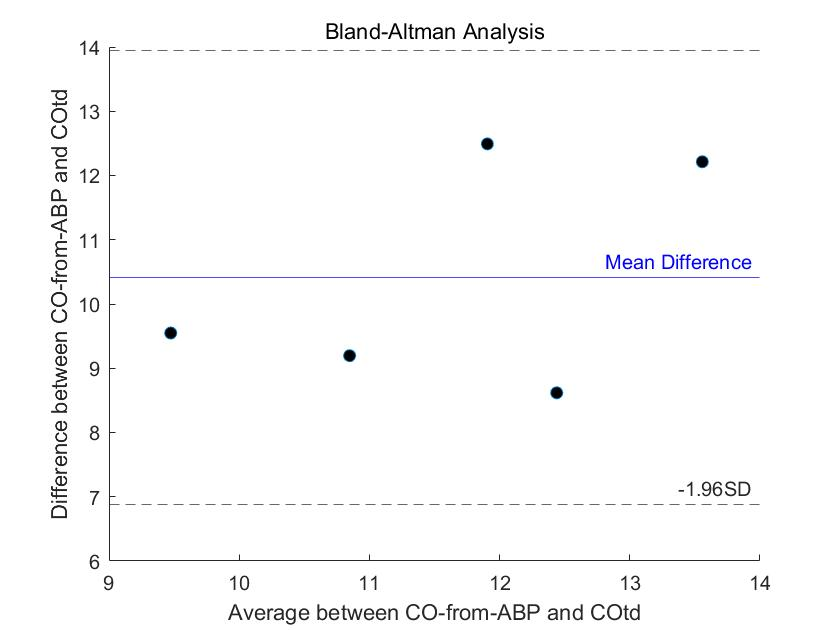 Bland-Altman Analysis
14
13
12
11
10
9
8
7
6
Difference between CO-from-ABP and COtd
Mean Difference
-1.96SD
9 10 11 12 13 14
Average between CO-from-ABP and COtd